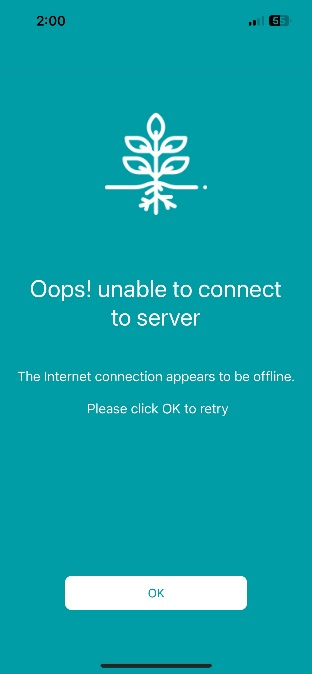 2:00
55
Oops! unable to connect
to server
The Internet connection appears to be offline.
Please click OK to retry
OK